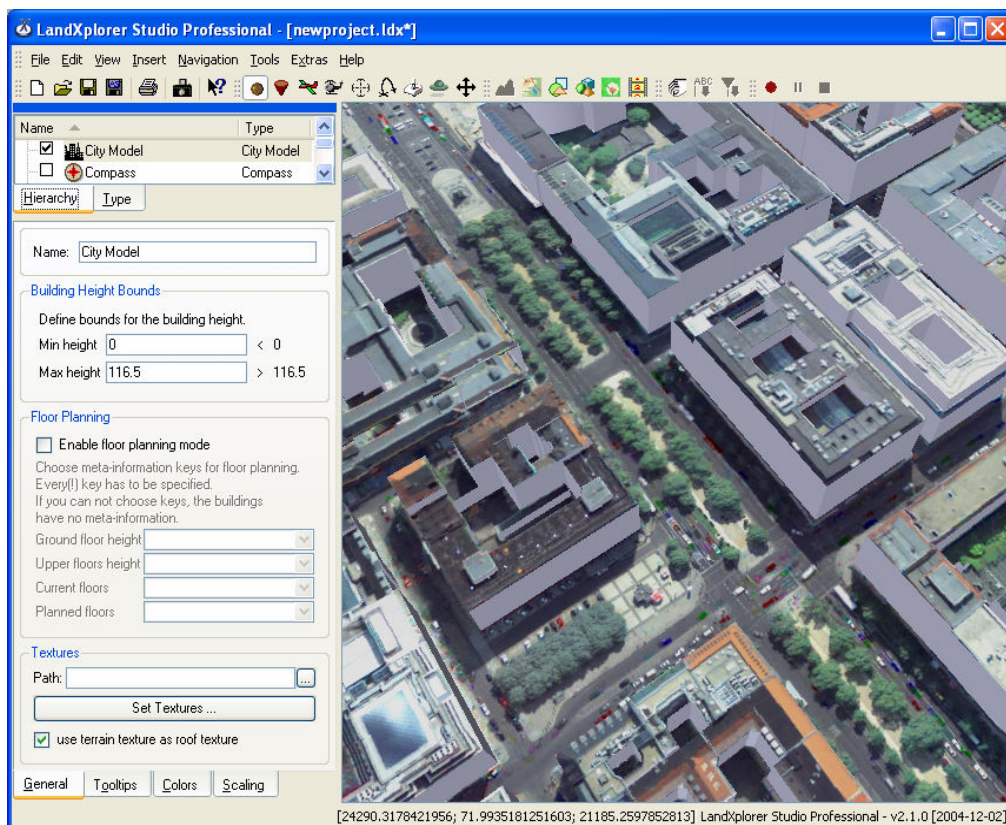 LandXplorer Studio Professional - [newproject.ldx*]
File Edit View Insert Navigation Tools Extras Help
ABC
Name Type
City Model City Model
Compass Compass
Hierarchy Type
Name: City Model
Building Height Bounds
Define bounds for the building height.
Min height 0 < 0
Max height 116.5 > 116.5
Floor Planning
Enable floor planning mode
Choose meta-information keys for floor planning.
Every(!) key has to be specified.
If you can not choose keys, the buildings
have no meta-information.
Ground floor height
Upper floors height
Current floors
Planned floors
Textures
Path: ...
Set Textures ...
use terrain texture as roof texture
General Tooltips Colors Scaling
[24290.3178421956; 71.9935181251603; 21185.2597852813] LandXplorer Studio Professional - v2.1.0 [2004-12-02]